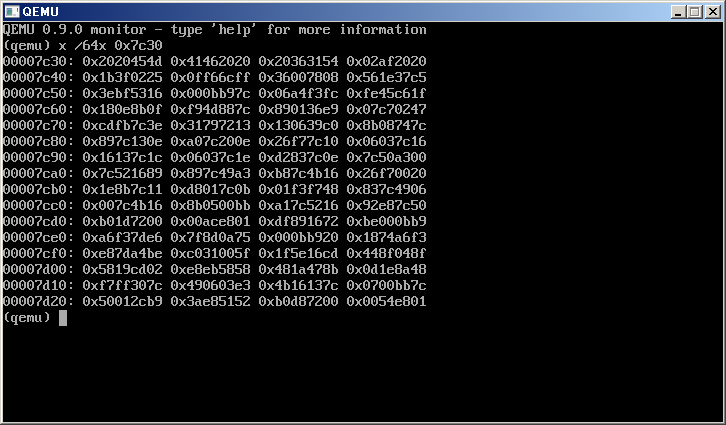 QEMU
QEMU 0.9.0 monitor - type 'help' for more information
(qemu) x /64x 0x7c30
00007c30: 0x2020454d 0x41462020 0x20363154 0x02af2020
00007c40: 0x1b3f0225 0x0ff66cff 0x36007808 0x561e37c5
00007c50: 0x3ebf5316 0x000bb97c 0x06a4f3fc 0xfe45c61f
00007c60: 0x180e8b0f 0xf94d887c 0x890136e9 0x07c70247
00007c70: 0xcdfb7c3e 0x31797213 0x130639c0 0x8b08747c
00007c80: 0x897c130e 0xa07c200e 0x26f77c10 0x06037c16
00007c90: 0x16137c1c 0x06037c1e 0xd2837c0e 0x7c50a300
00007ca0: 0x7c521689 0x897c49a3 0xb87c4b16 0x26f70020
00007cb0: 0x1e8b7c11 0xd8017c0b 0x01f3f748 0x837c4906
00007cc0: 0x007c4b16 0x8b0500bb 0xa17c5216 0x92e87c50
00007cd0: 0xb01d7200 0x00ace801 0xdf891672 0xbe000bb9
00007ce0: 0xa6f37de6 0x7f8d0a75 0x000bb920 0x1874a6f3
00007cf0: 0xe87da4be 0xc031005f 0x1f5e16cd 0x448f048f
00007d00: 0x5819cd02 0xe8eb5858 0x481a478b 0x0d1e8a48
00007d10: 0xf7ff307c 0x490603e3 0x4b16137c 0x0700bb7c
00007d20: 0x50012cb9 0x3ae85152 0xb0d87200 0x0054e801
(qemu)